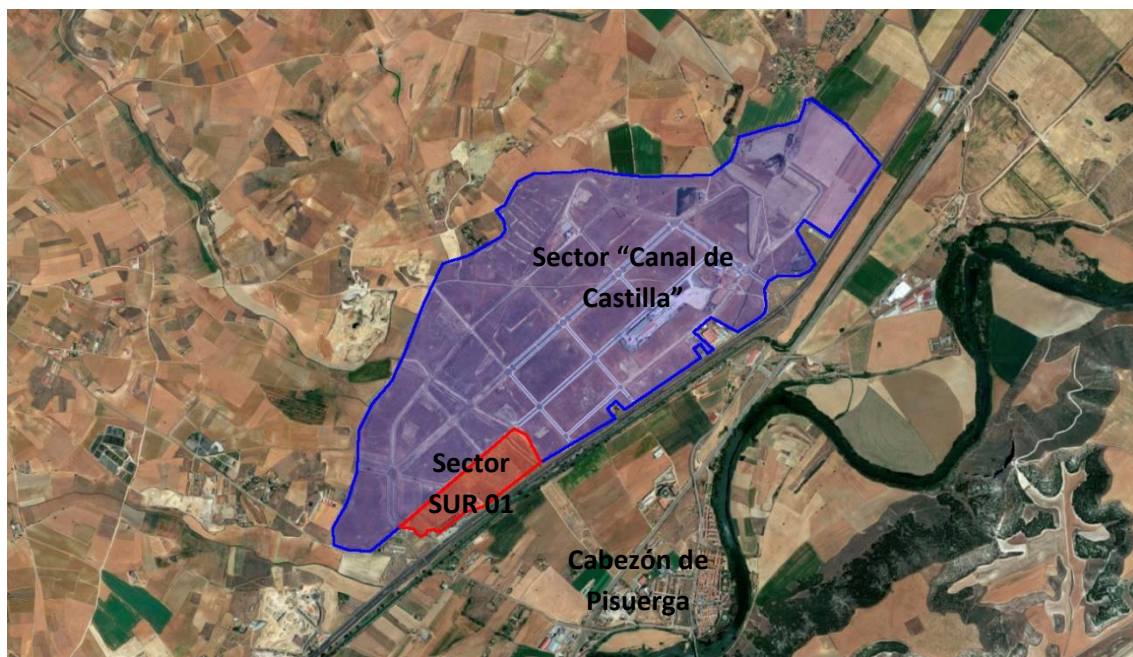 Sector “Canal de
Castilla”
Sector
SUR 01
Cabezón de
Pisuerga